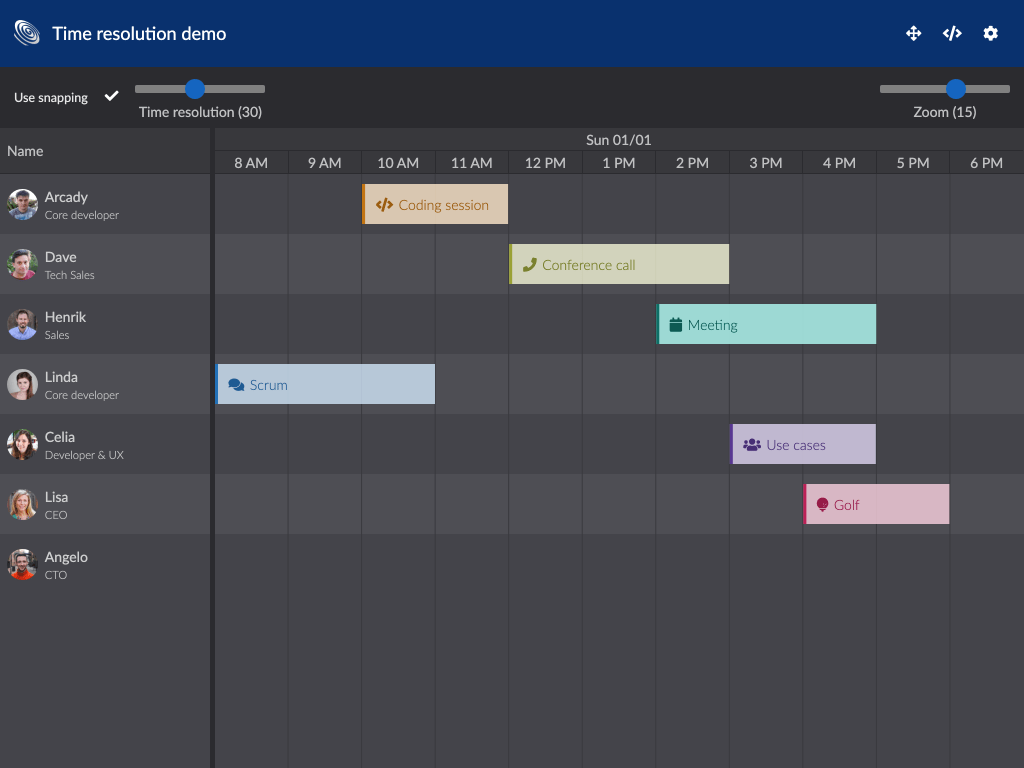 Time resolution demo
Use snapping
Time resolution (30)
Zoom (15)
Name
Sun 01/01
8 AM 9 AM 10 AM 11 AM 12 PM 1 PM 2 PM 3 PM 4 PM 5 PM 6 PM
Arcady
Core developer
Coding session
Dave
Tech Sales
Conference call
Henrik
Sales
Meeting
Linda
Core developer
Scrum
Celia
Developer & UX
Use cases
Lisa
CEO
Golf
Angelo
CTO